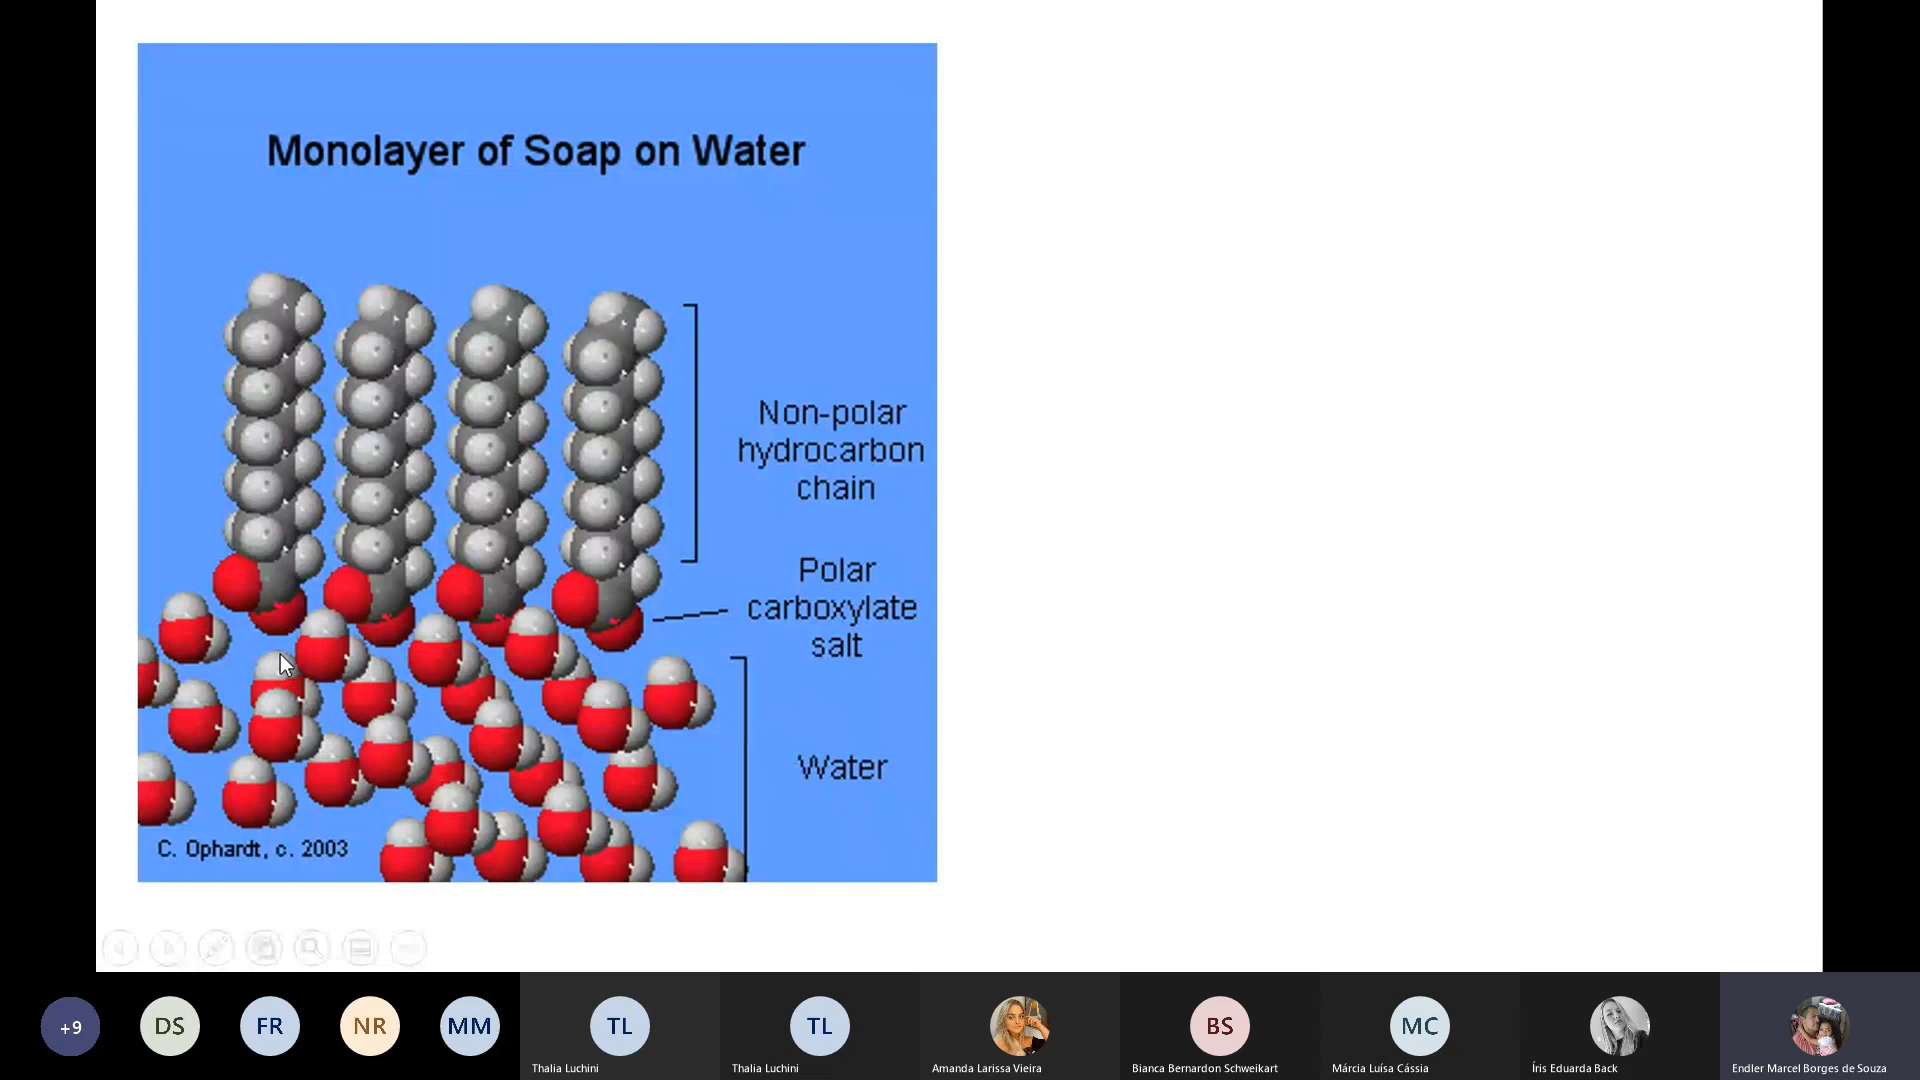 Monolayer of Soap on Water
Non-polar
hydrocarbon
chain
Polar
carboxylate
salt
Water
C. Ophardt, c. 2003
+9
DS
FR
NR
MM
TL
Thalia Luchini
TL
Thalia Luchini
Amanda Larissa Vieira
BS
Bianca Bernardon Schweikart
MC
Márcia Luísa Cássia
Íris Eduarda Back
Endler Marcel Borges de Souza